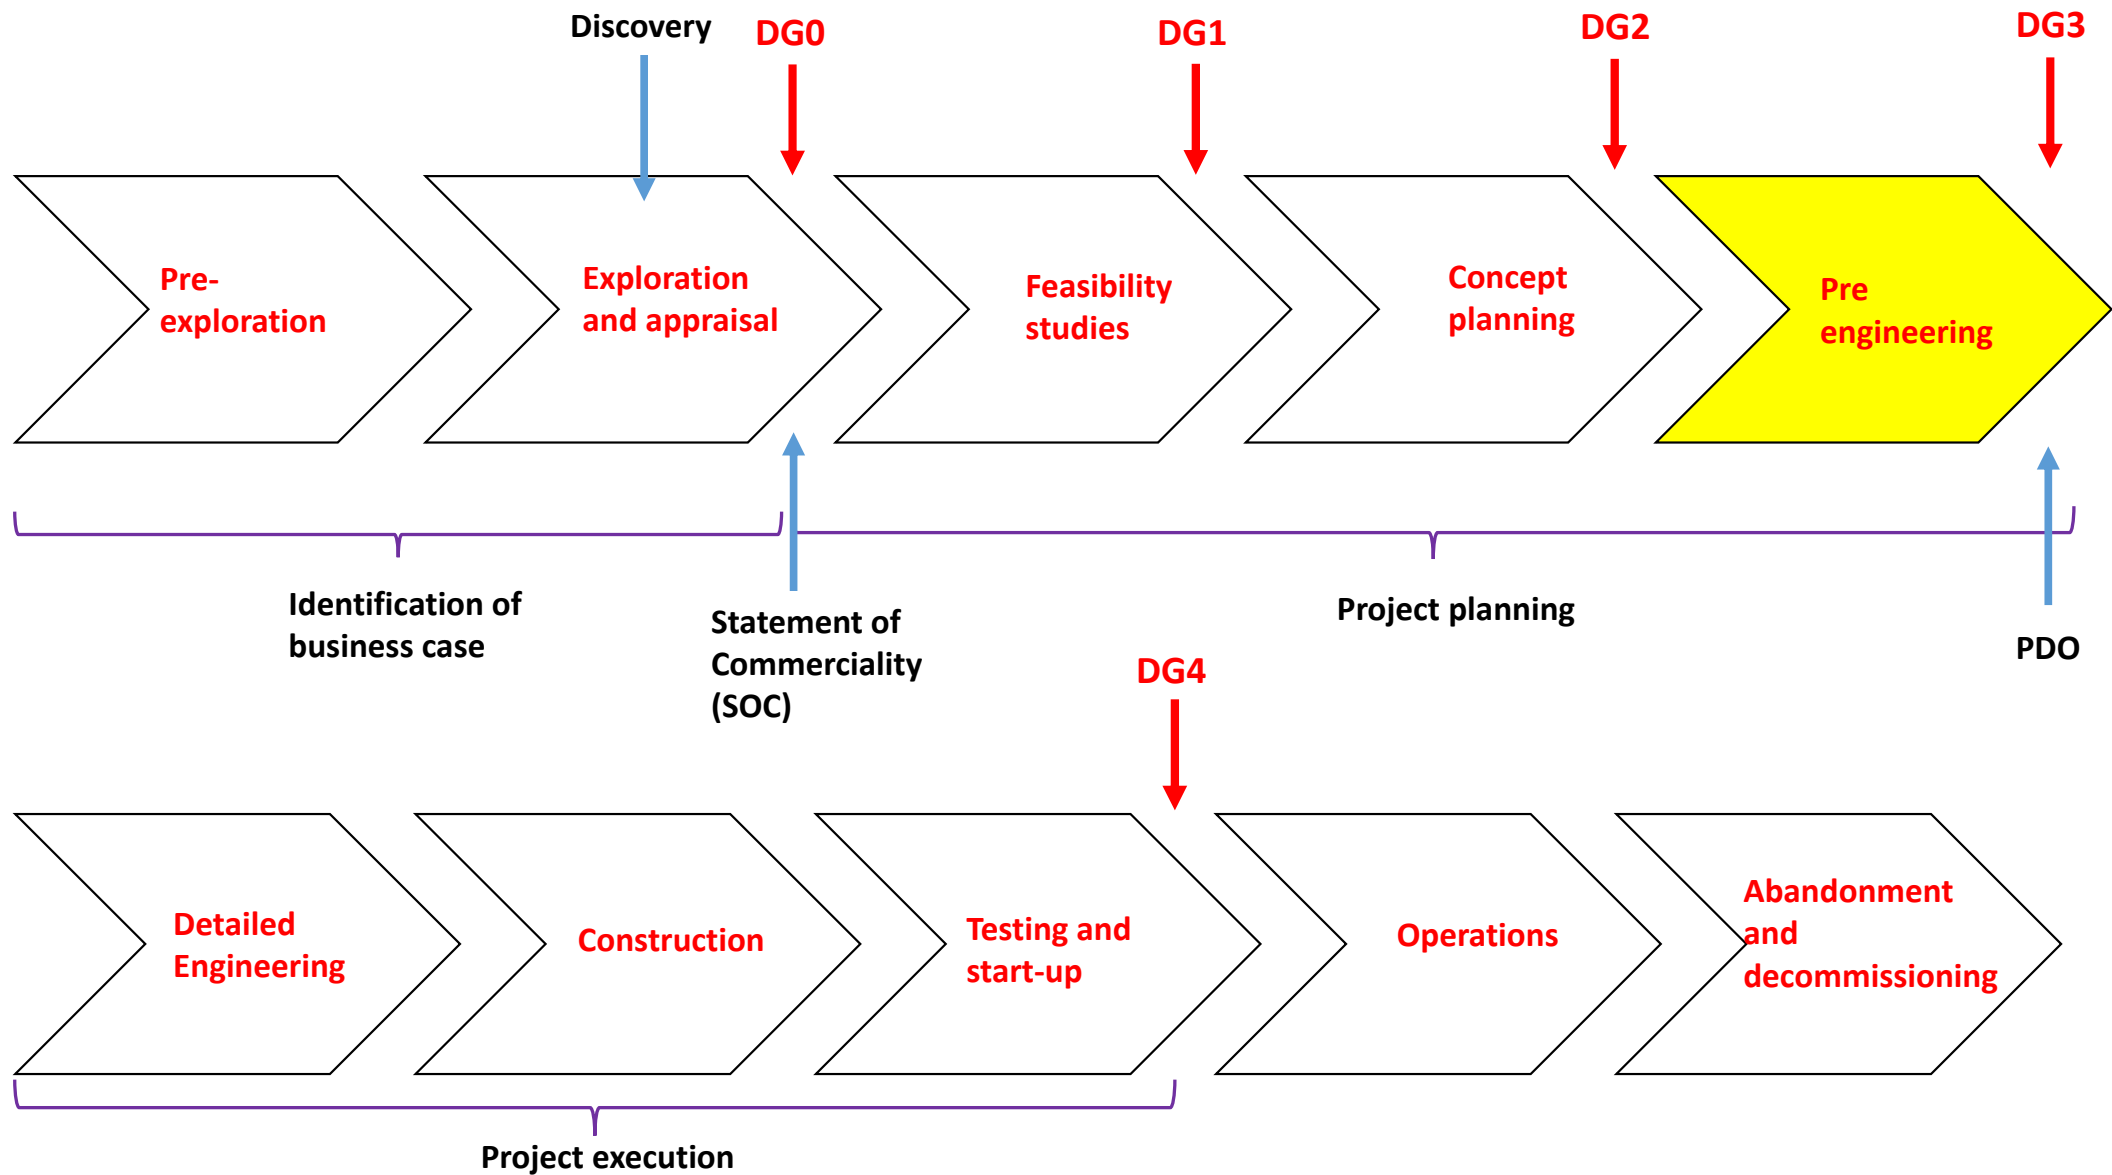 Discovery
DG0
DG1
DG2
DG3
Pre-
exploration
Exploration
and appraisal
Feasibility
studies
Concept
planning
Pre
engineering
Identification of
business case
Statement of
Commerciality
(SOC)
Project planning
PDO
DG4
Detailed
Engineering
Construction
Testing and
start-up
Operations
Abandonment
and
decommissioning
Project execution